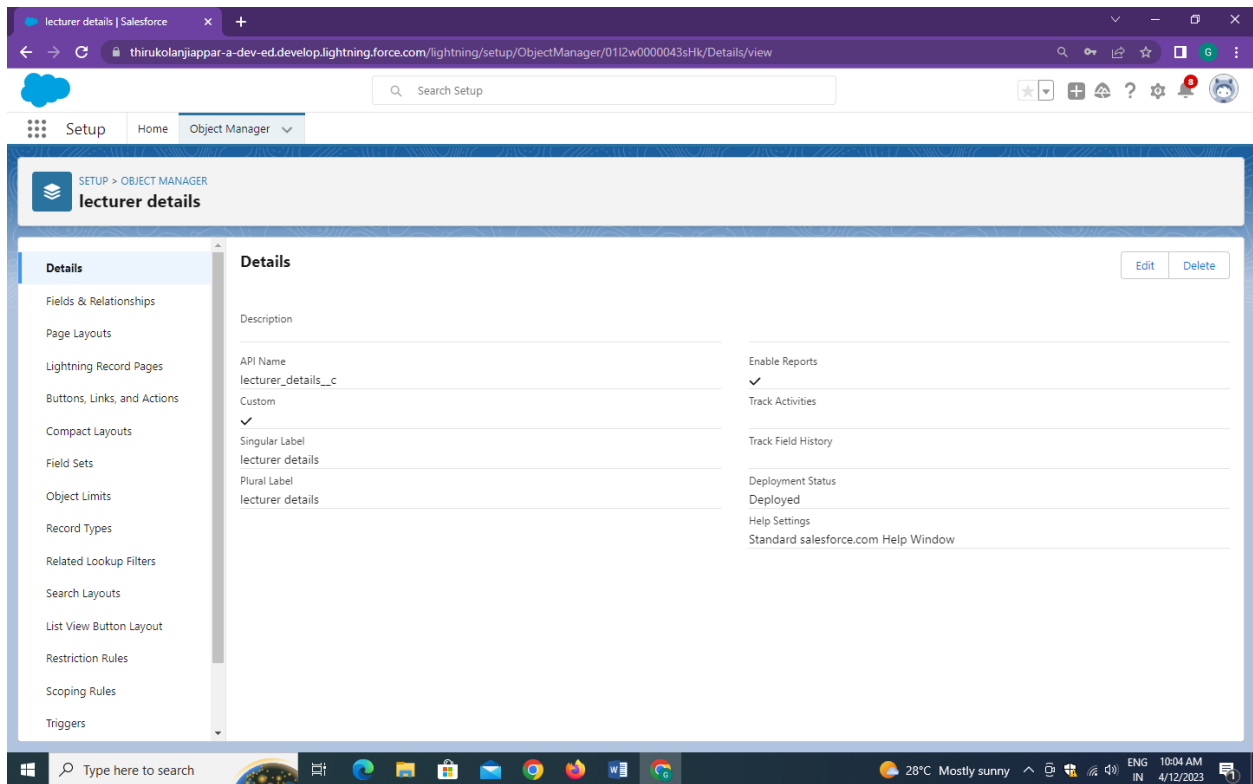 lecturer details | Salesforce
thirukolanjiappar-a-dev-ed.develop.lightning.force.com/lightning/setup/ObjectManager/01I2w0000043sHk/Details/view
G
Search Setup
8
Setup Home Object Manager
SETUP > OBJECT MANAGER
lecturer details
Details
Fields & Relationships
Page Layouts
Lightning Record Pages
Buttons, Links, and Actions
Compact Layouts
Field Sets
Object Limits
Record Types
Related Lookup Filters
Search Layouts
List View Button Layout
Restriction Rules
Scoping Rules
Triggers
Details
Edit Delete
Description
API Name
lecturer_details__c
Custom
Singular Label
lecturer details
Plural Label
lecturer details
Enable Reports
Track Activities
Track Field History
Deployment Status
Deployed
Help Settings
Standard salesforce.com Help Window
Type here to search
28°C Mostly sunny
ENG
IN
10:04 AM
4/12/2023